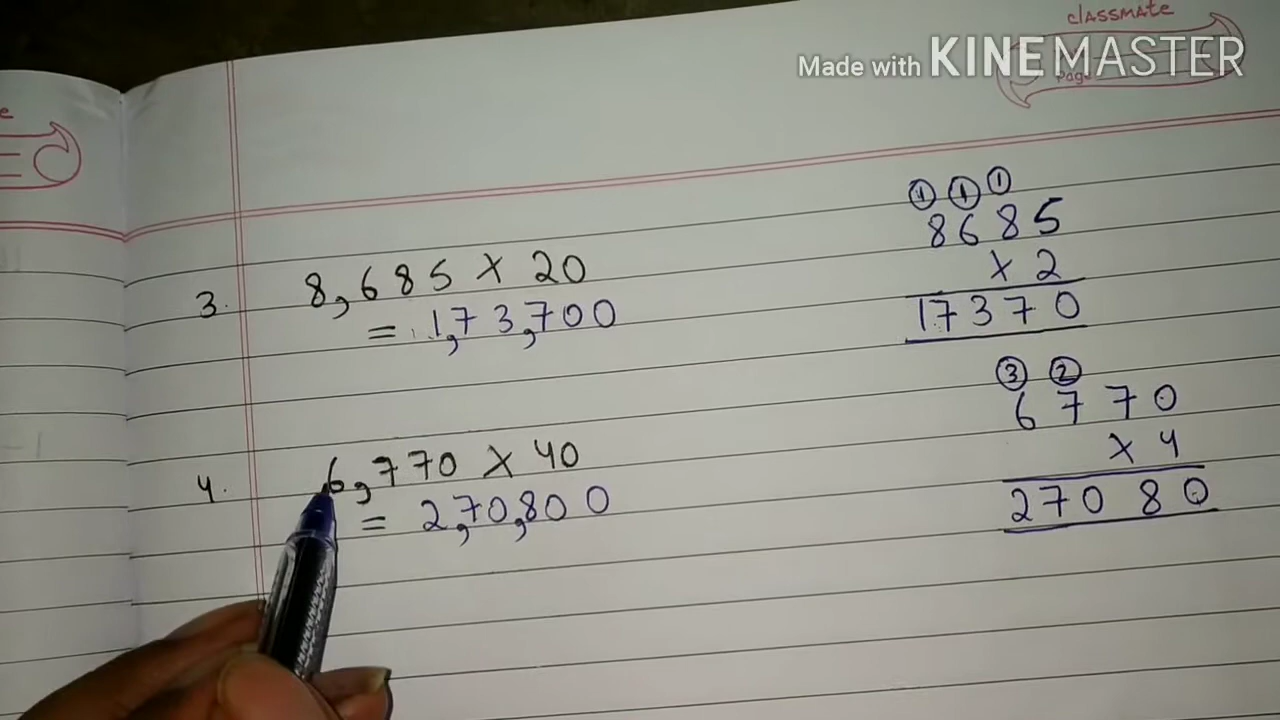 classmate
Page
Made with KINEMASTER
3. 8,685 X 20
= 1,73,700
① ① ①
8685
X 2
17370
4. 6,770 X 40
= 2,70,800
③ ②
6770
X 4
27080